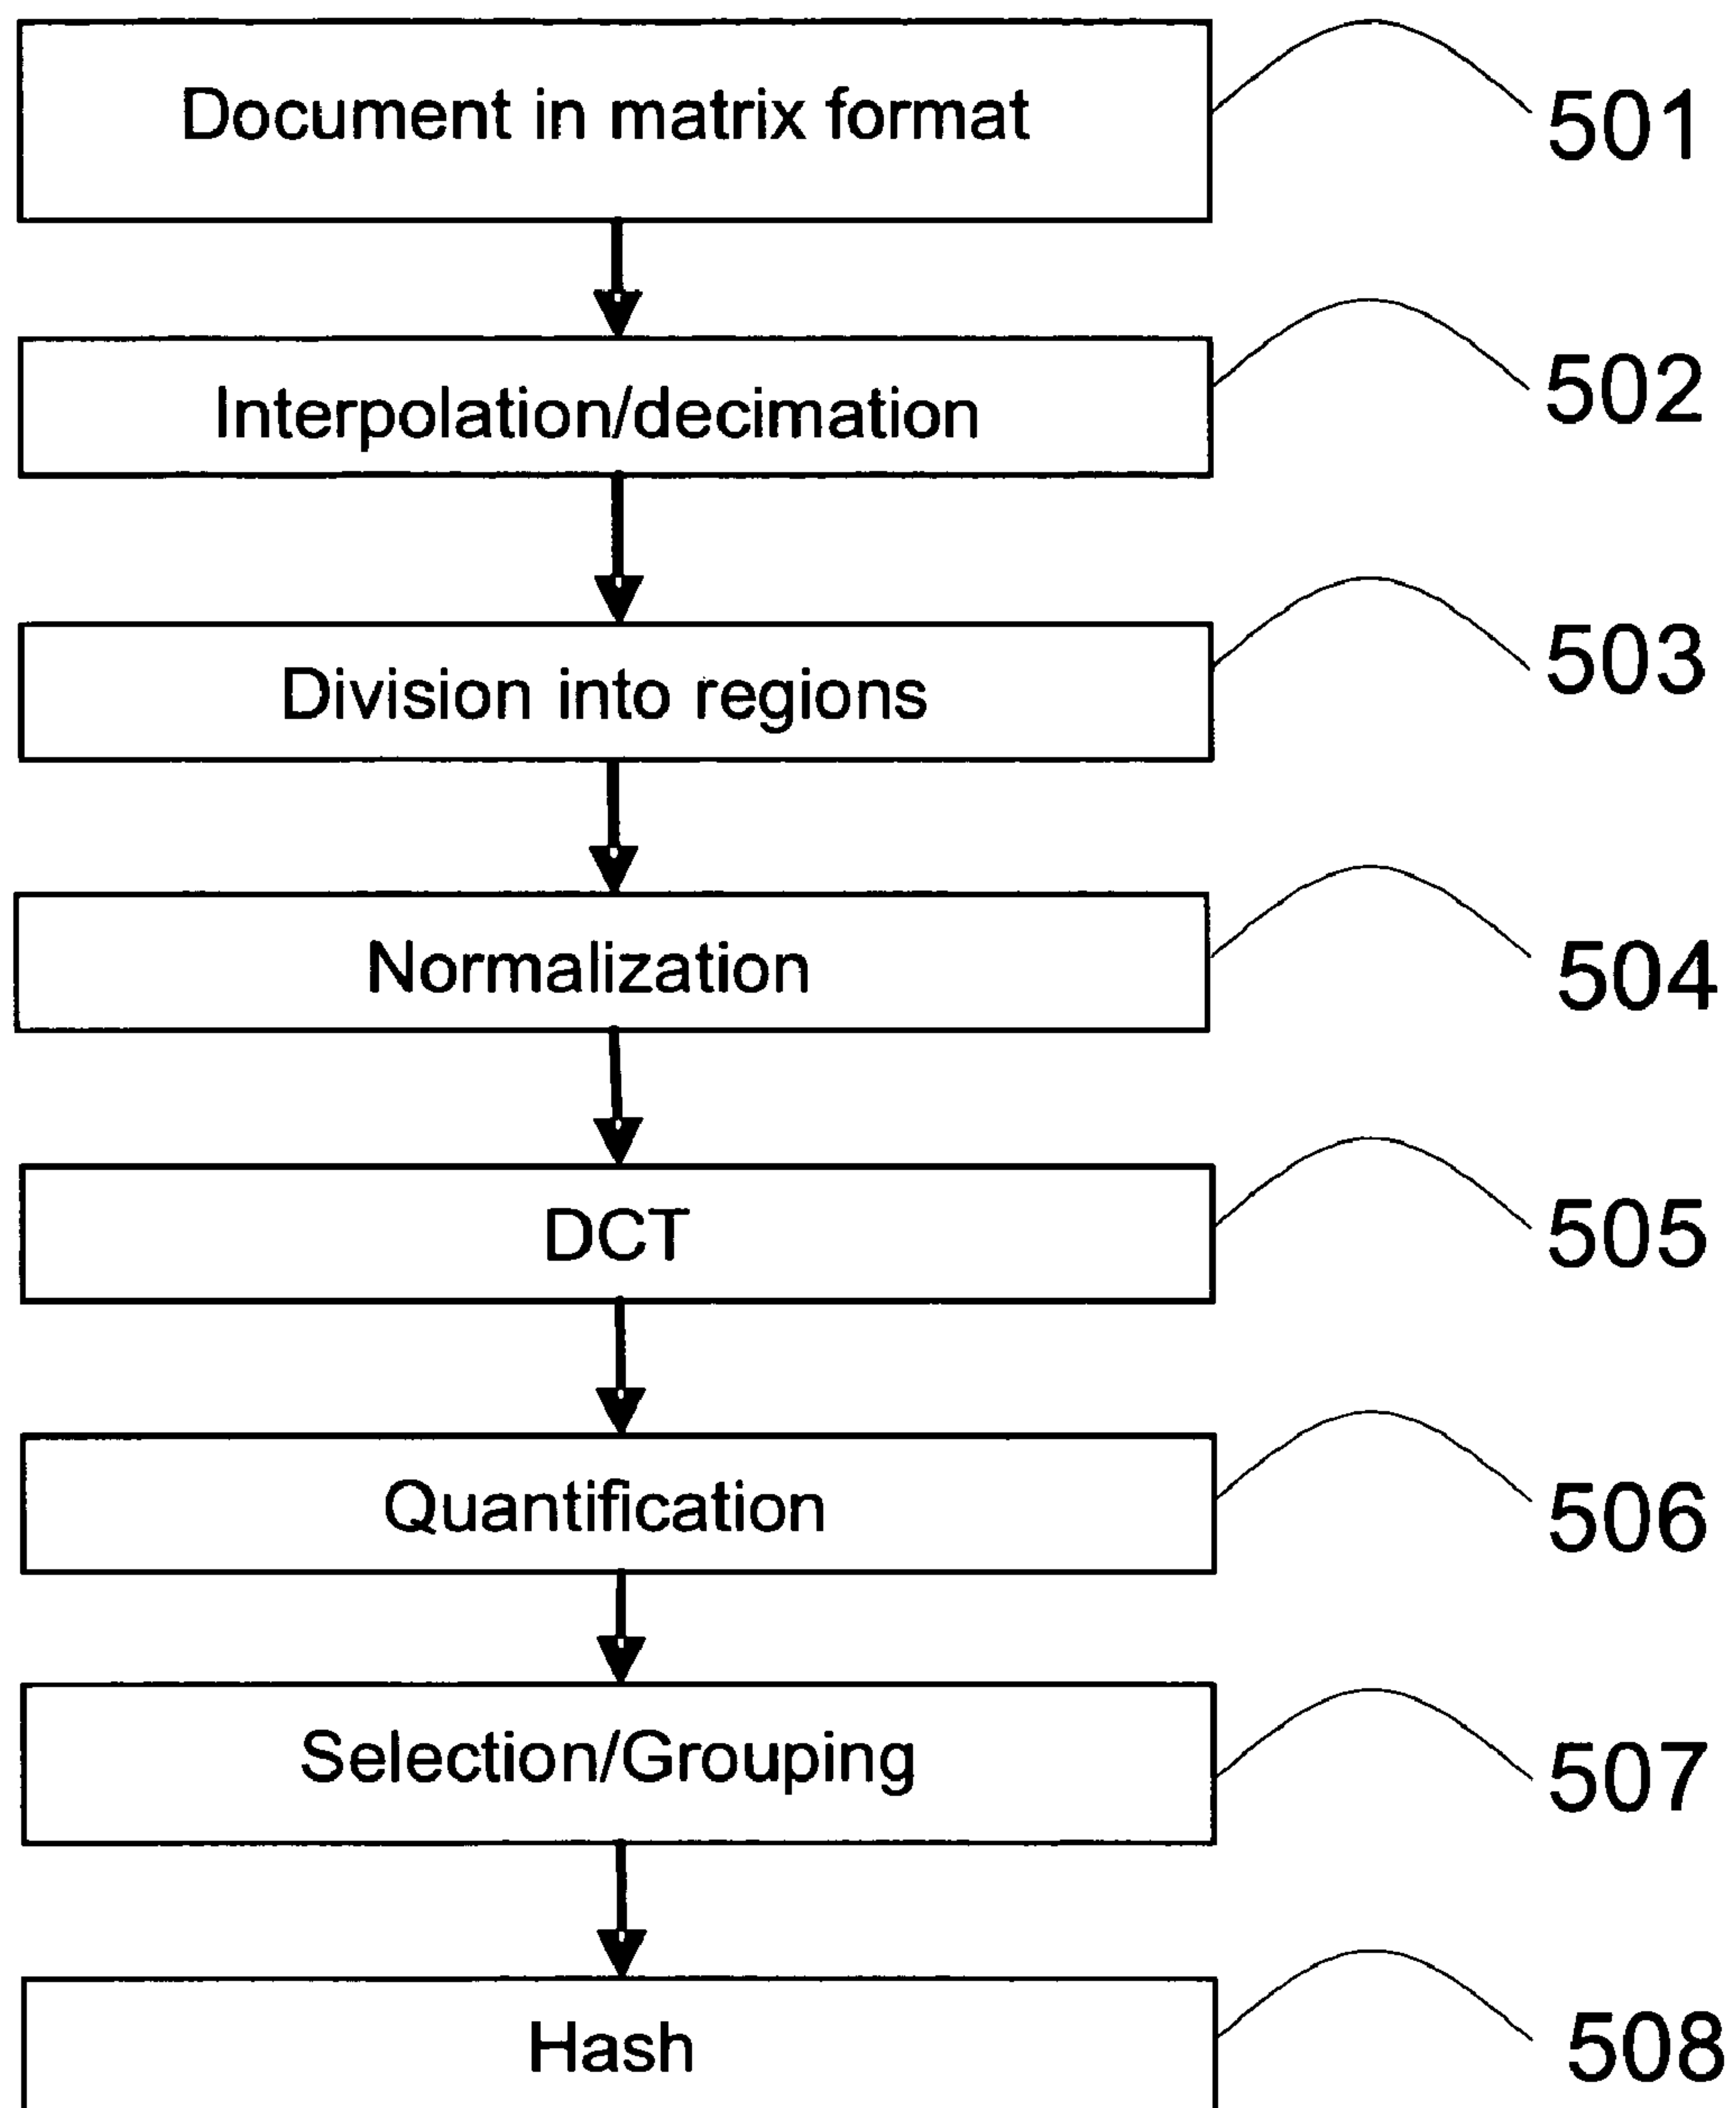 Document in matrix format
501
Interpolation/decimation
502
Division into regions
503
Normalization
504
DCT
505
Quantification
506
Selection/Grouping
507
Hash
508